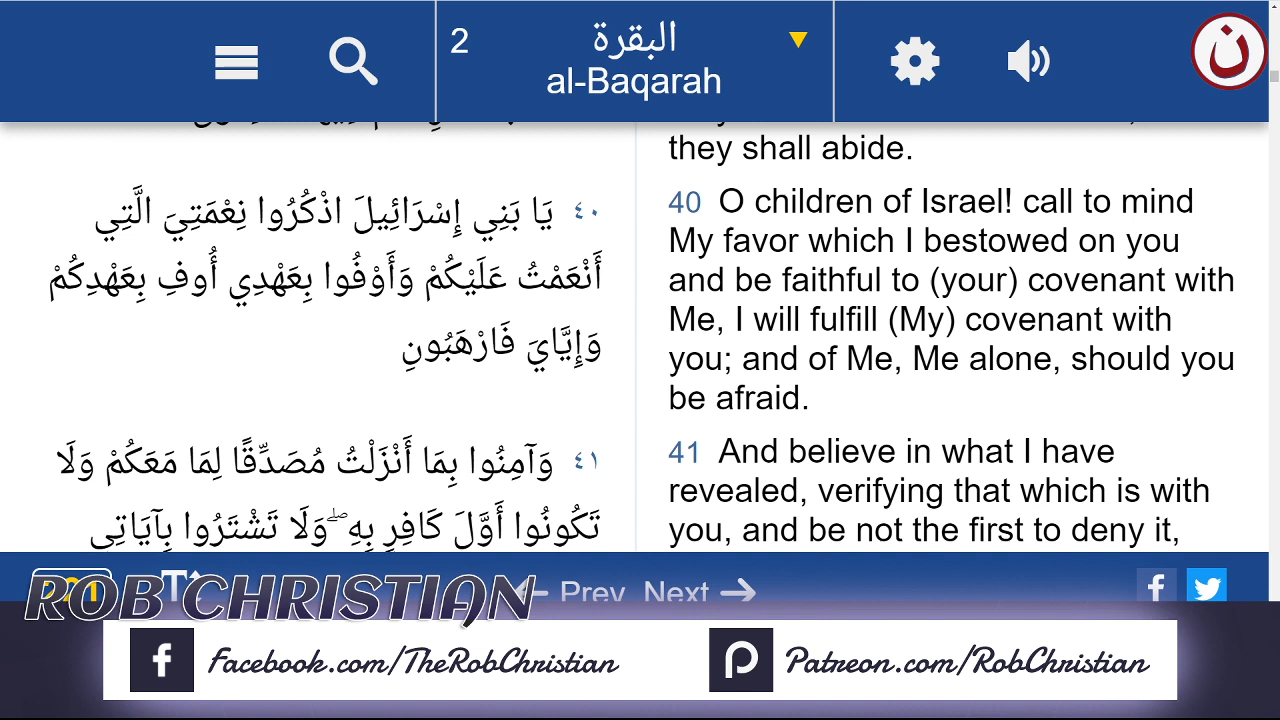 2
البقرة
al-Baqarah
ن
they shall abide.
٤٠ يَا بَنِي إِسْرَائِيلَ اذْكُرُوا نِعْمَتِيَ الَّتِي
أَنْعَمْتُ عَلَيْكُمْ وَأَوْفُوا بِعَهْدِي أُوفِ بِعَهْدِكُمْ
وَإِيَّايَ فَارْهَبُونِ
٤١ وَآمِنُوا بِمَا أَنْزَلْتُ مُصَدِّقًا لِمَا مَعَكُمْ وَلَا
تَكُونُوا أَوَّلَ كَافِرٍ بِهِ ۖ وَلَا تَشْتَرُوا بِآيَاتِي
40 O children of Israel! call to mind
My favor which I bestowed on you
and be faithful to (your) covenant with
Me, I will fulfill (My) covenant with
you; and of Me, Me alone, should you
be afraid.
41 And believe in what I have
revealed, verifying that which is with
you, and be not the first to deny it,
Prev Next
ROB CHRISTIAN
Facebook.com/TheRobChristian
Patreon.com/RobChristian